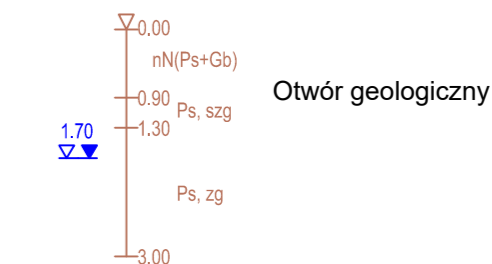 0.00
nN(Ps+Gb)
Otwór geologiczny
0.90
Ps, szg
1.30
1.70
Ps, zg
3.00